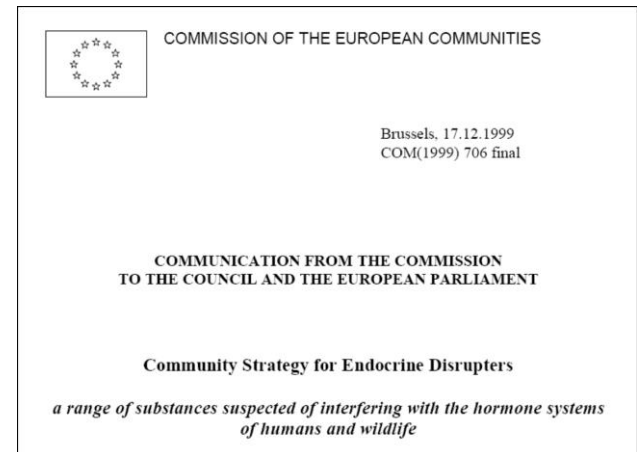 COMMISSION OF THE EUROPEAN COMMUNITIES
Brussels, 17.12.1999
COM(1999) 706 final
COMMUNICATION FROM THE COMMISSION
TO THE COUNCIL AND THE EUROPEAN PARLIAMENT
Community Strategy for Endocrine Disrupters
a range of substances suspected of interfering with the hormone systems
of humans and wildlife